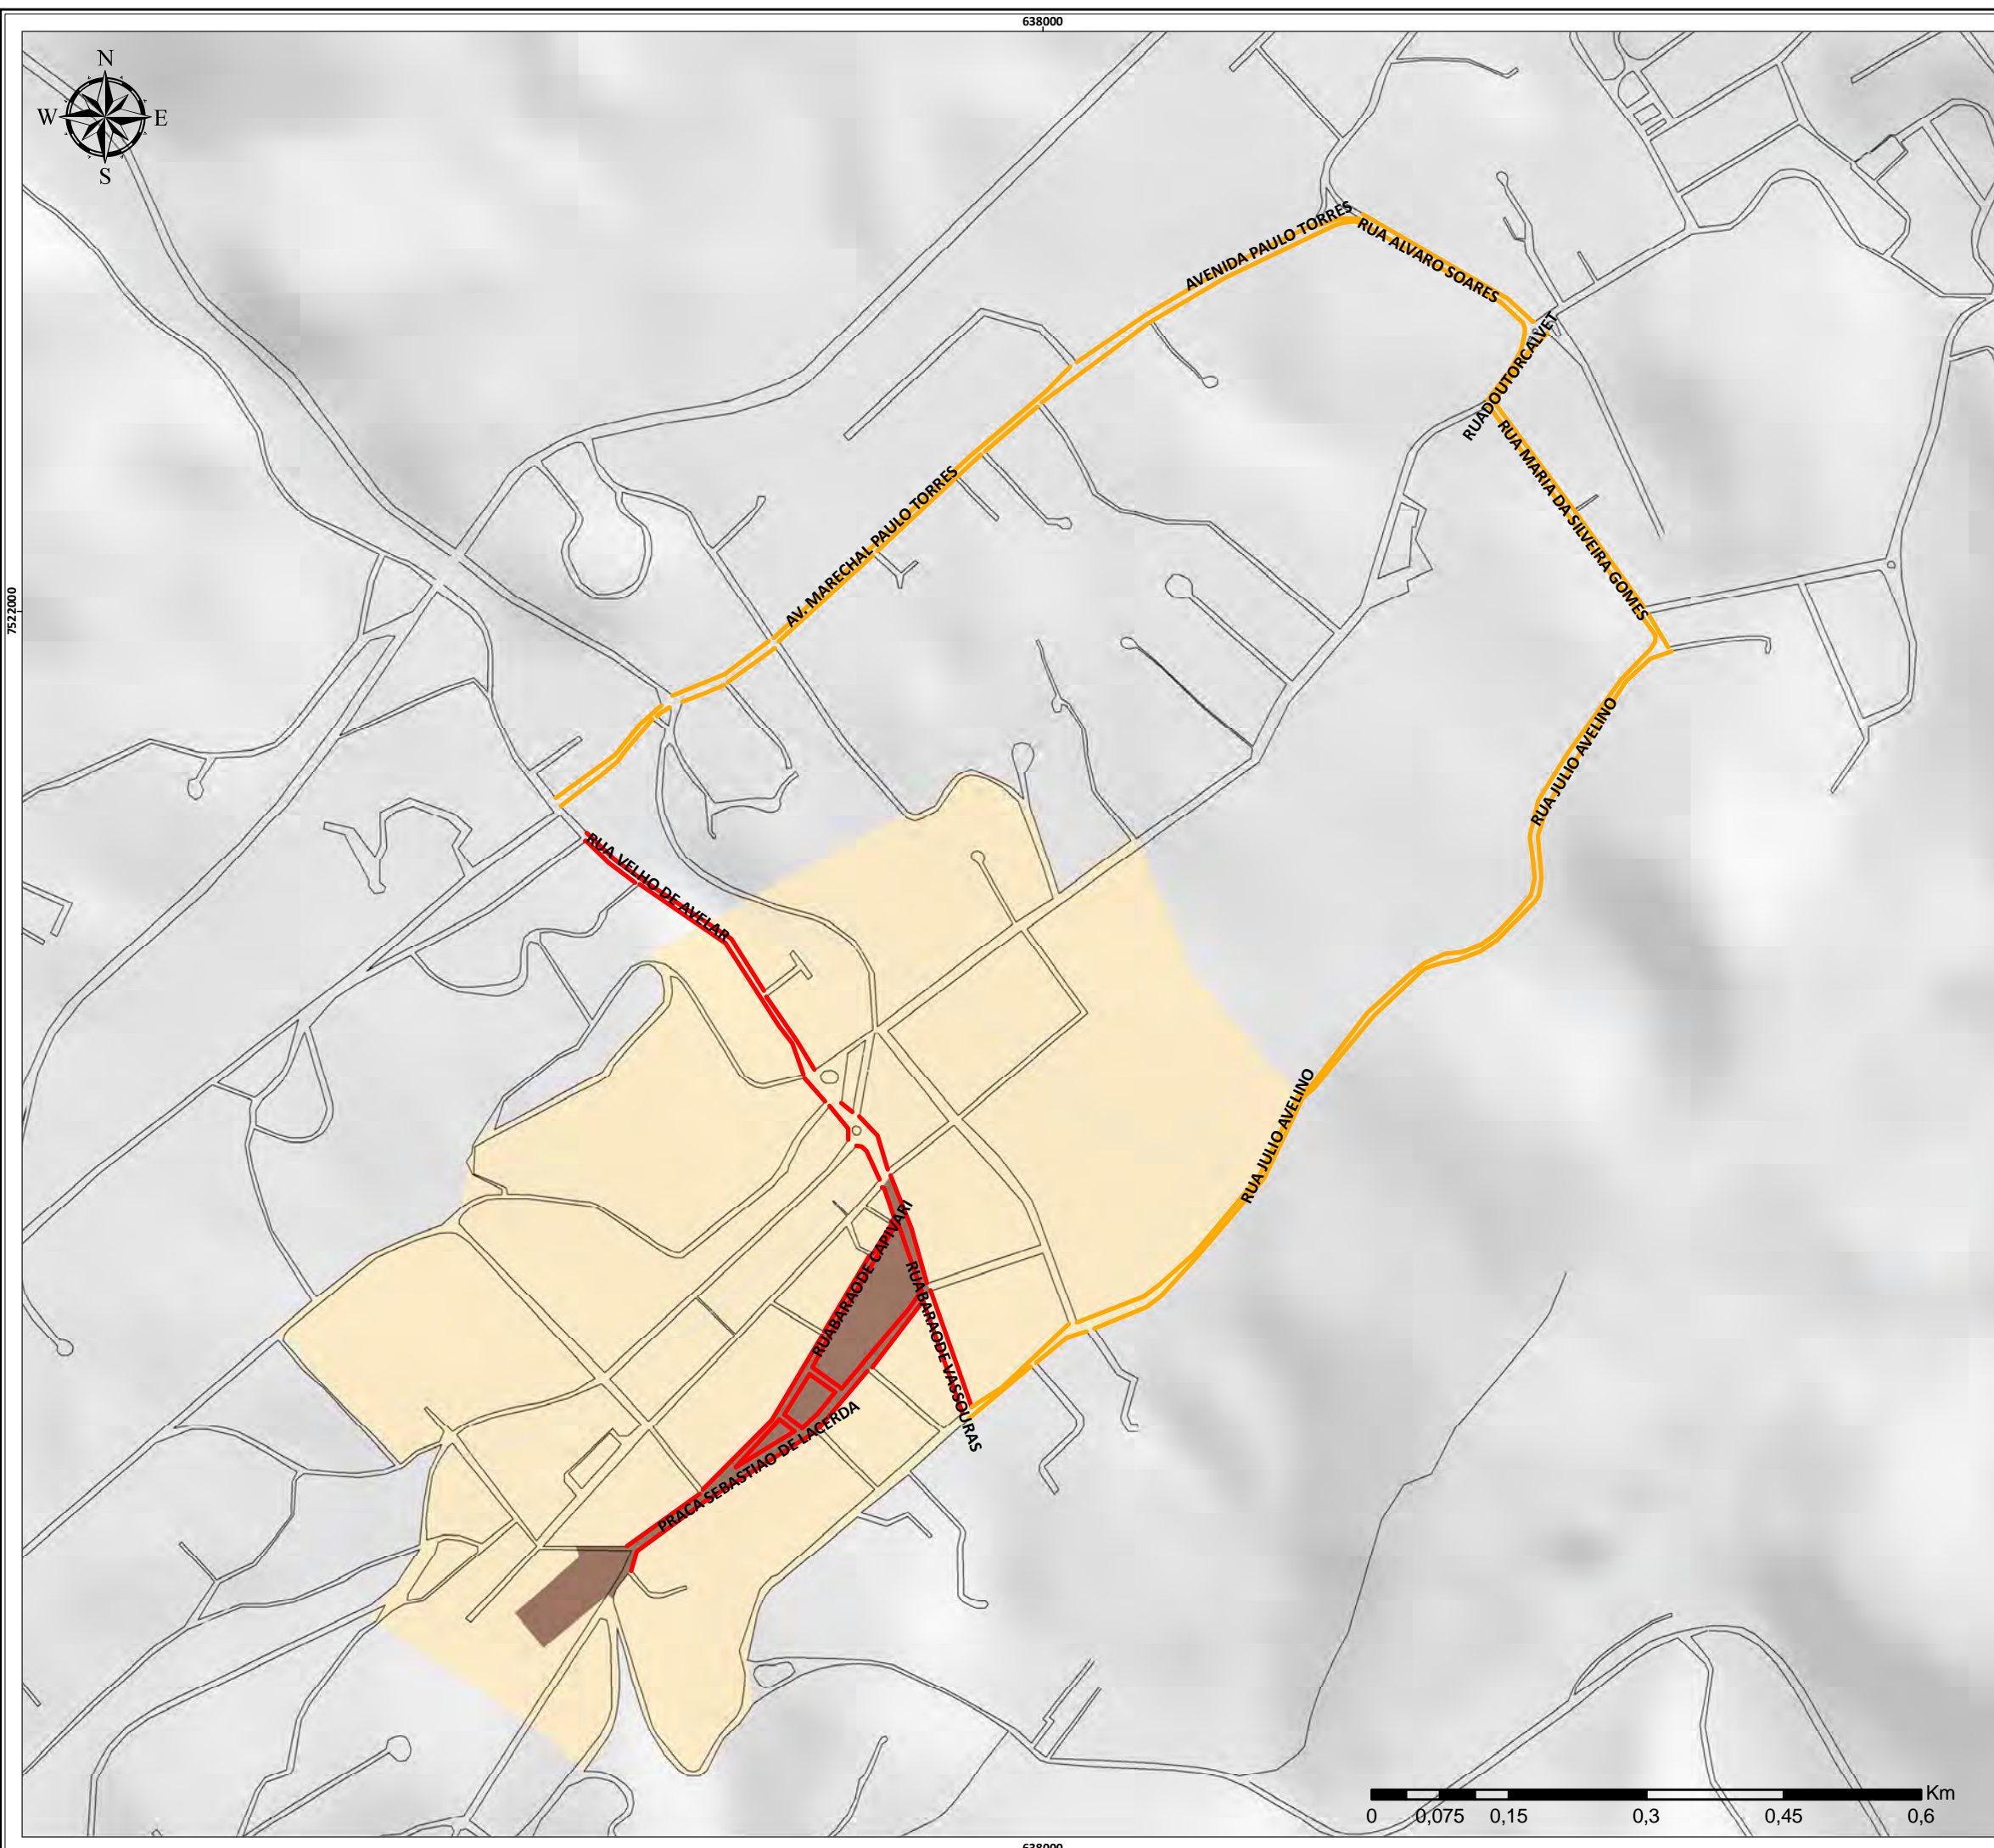 638000
N
W E
S
AVENIDA PAULO TORRES
RUA ALVARO SOARES
RUADOUTORCALVET
RUA MARIA DA SILVEIRA GOMES
AV. MARECHAL PAULO TORRES
7522000
RUA JULIO AVELINO
RUA VELHO DE AVELAR
RUA JULIO AVELINO
RUABARAODE CAPIVARI
RUABARAODE VASSOURAS
PRACA SEBASTIAO DE LACERDA
Km
0 0,075 0,15 0,3 0,45 0,6
638000